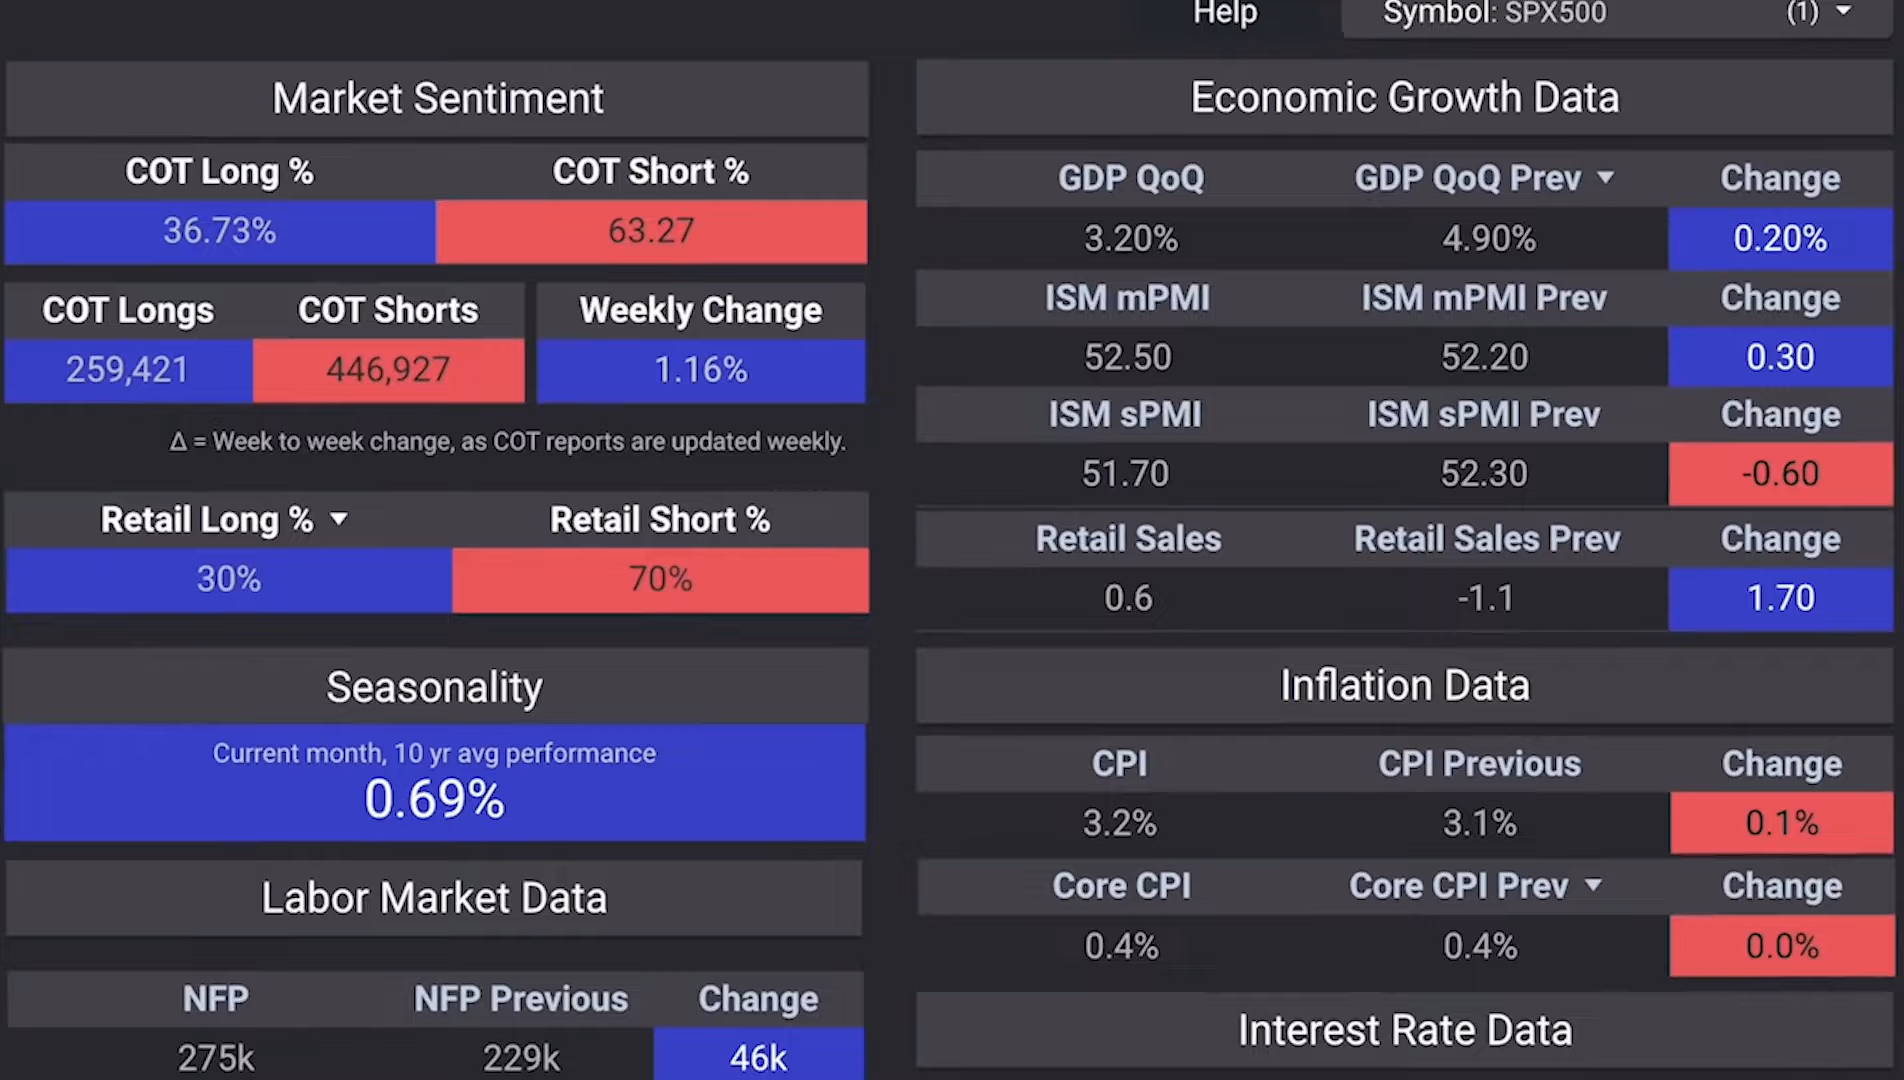 Help
Symbol: SPX500 (1)
Market Sentiment
COT Long % COT Short %
36.73% 63.27
COT Longs COT Shorts Weekly Change
259,421 446,927 1.16%
Δ = Week to week change, as COT reports are updated weekly.
Retail Long % Retail Short %
30% 70%
Seasonality
Current month, 10 yr avg performance
0.69%
Labor Market Data
NFP NFP Previous Change
275k 229k 46k
Economic Growth Data
GDP QoQ GDP QoQ Prev Change
3.20% 4.90% 0.20%
ISM mPMI ISM mPMI Prev Change
52.50 52.20 0.30
ISM sPMI ISM sPMI Prev Change
51.70 52.30 -0.60
Retail Sales Retail Sales Prev Change
0.6 -1.1 1.70
Inflation Data
CPI CPI Previous Change
3.2% 3.1% 0.1%
Core CPI Core CPI Prev Change
0.4% 0.4% 0.0%
Interest Rate Data